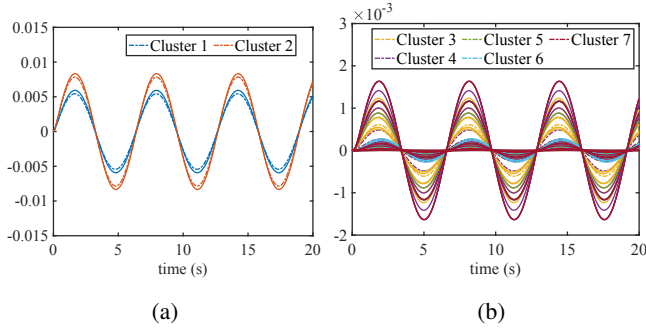 0.015
0.01
0.005
0
-0.005
-0.01
-0.015
Cluster 1 Cluster 2
0 5 10 15 20
time (s)
(a)
×10⁻³
3
2
1
0
-1
-2
Cluster 3 Cluster 5 Cluster 7
Cluster 4 Cluster 6
0 5 10 15 20
time (s)
(b)